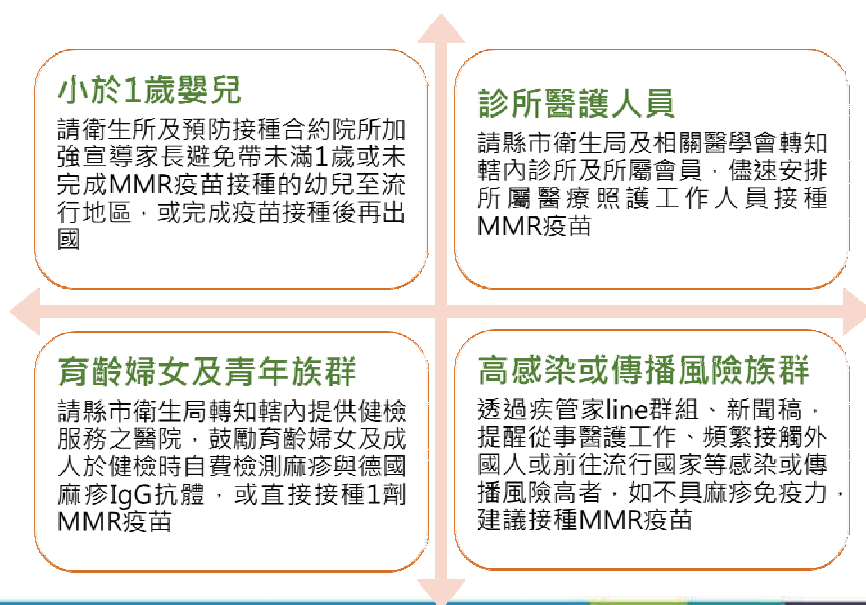 小於1歲嬰兒
請衛生所及預防接種合約院所加
強宣導家長避免帶未滿1歲或未
完成MMR疫苗接種的幼兒至流
行地區，或完成疫苗接種後再出
國
診所醫護人員
請縣市衛生局及相關醫學會轉知
轄內診所及所屬會員，儘速安排
所屬醫療照護工作人員接種
MMR疫苗
育齡婦女及青年族群
請縣市衛生局轉知轄內提供健檢
服務之醫院，鼓勵育齡婦女及成
人於健檢時自費檢測麻疹與德國
麻疹IgG抗體，或直接接種1劑
MMR疫苗
高感染或傳播風險族群
透過疾管家line群組、新聞稿，
提醒從事醫護工作、頻繁接觸外
國人或前往流行國家等感染或傳
播風險高者，如不具麻疹免疫力，
建議接種MMR疫苗